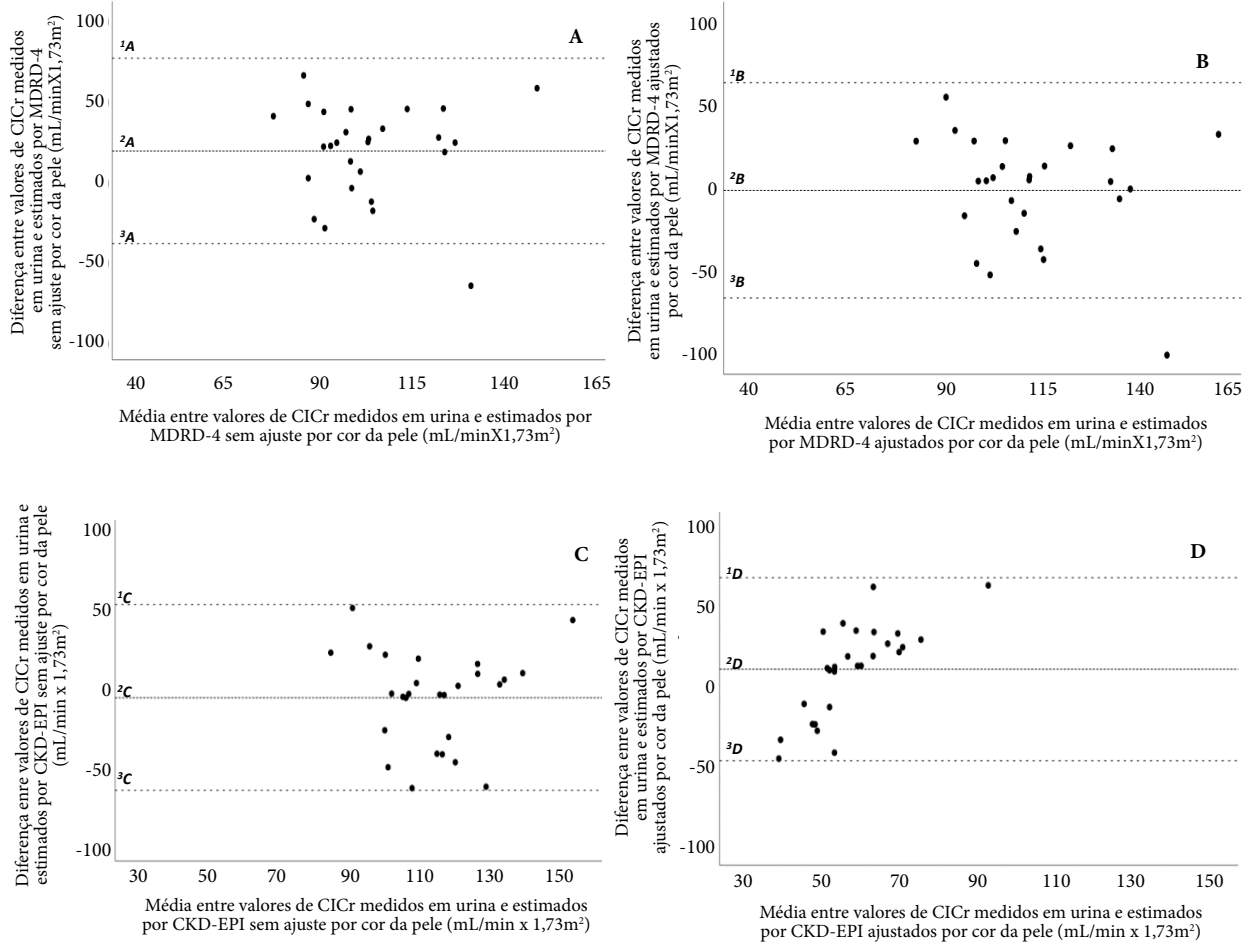 Diferença entre valores de CICr medidos
em urina e estimados por MDRD-4
sem ajuste por cor da pele (mL/minX1,73m²)
100
50
0
-50
-100
¹A
²A
³A
A
40 65 90 115 140 165
Média entre valores de CICr medidos em urina e estimados por
MDRD-4 sem ajuste por cor da pele (mL/minX1,73m²)
Diferença entre valores de CICr medidos
em urina e estimados por MDRD-4 ajustados
por cor da pele (mL/minX1,73m²)
100
50
0
-50
-100
¹B
²B
³B
B
40 65 90 115 140 165
Média entre valores de CICr medidos em urina e estimados
por MDRD-4 ajustados por cor da pele (mL/minX1,73m²)
Diferença enre valores de CICr medidos em urina e
estimados por CKD-EPI sem ajuste por cor da pele
(mL/min x 1,73m²)
100
50
0
-50
-100
¹C
²C
³C
C
30 50 70 90 110 130 150
Média entre valores de CICr medidos em urina e estimados
por CKD-EPI sem ajuste por cor da pele (mL/min x 1,73m²)
Diferença enre valores de CICr medidos
em urina e estimados por CKD-EPI
ajustados por cor da pele (mL/min x 1,73m²)
100
50
0
-50
-100
¹D
²D
³D
D
30 50 70 90 110 130 150
Média entre valores de CICr medidos em urina e estimados
por CKD-EPI ajustados por cor da pele (mL/min x 1,73m²)